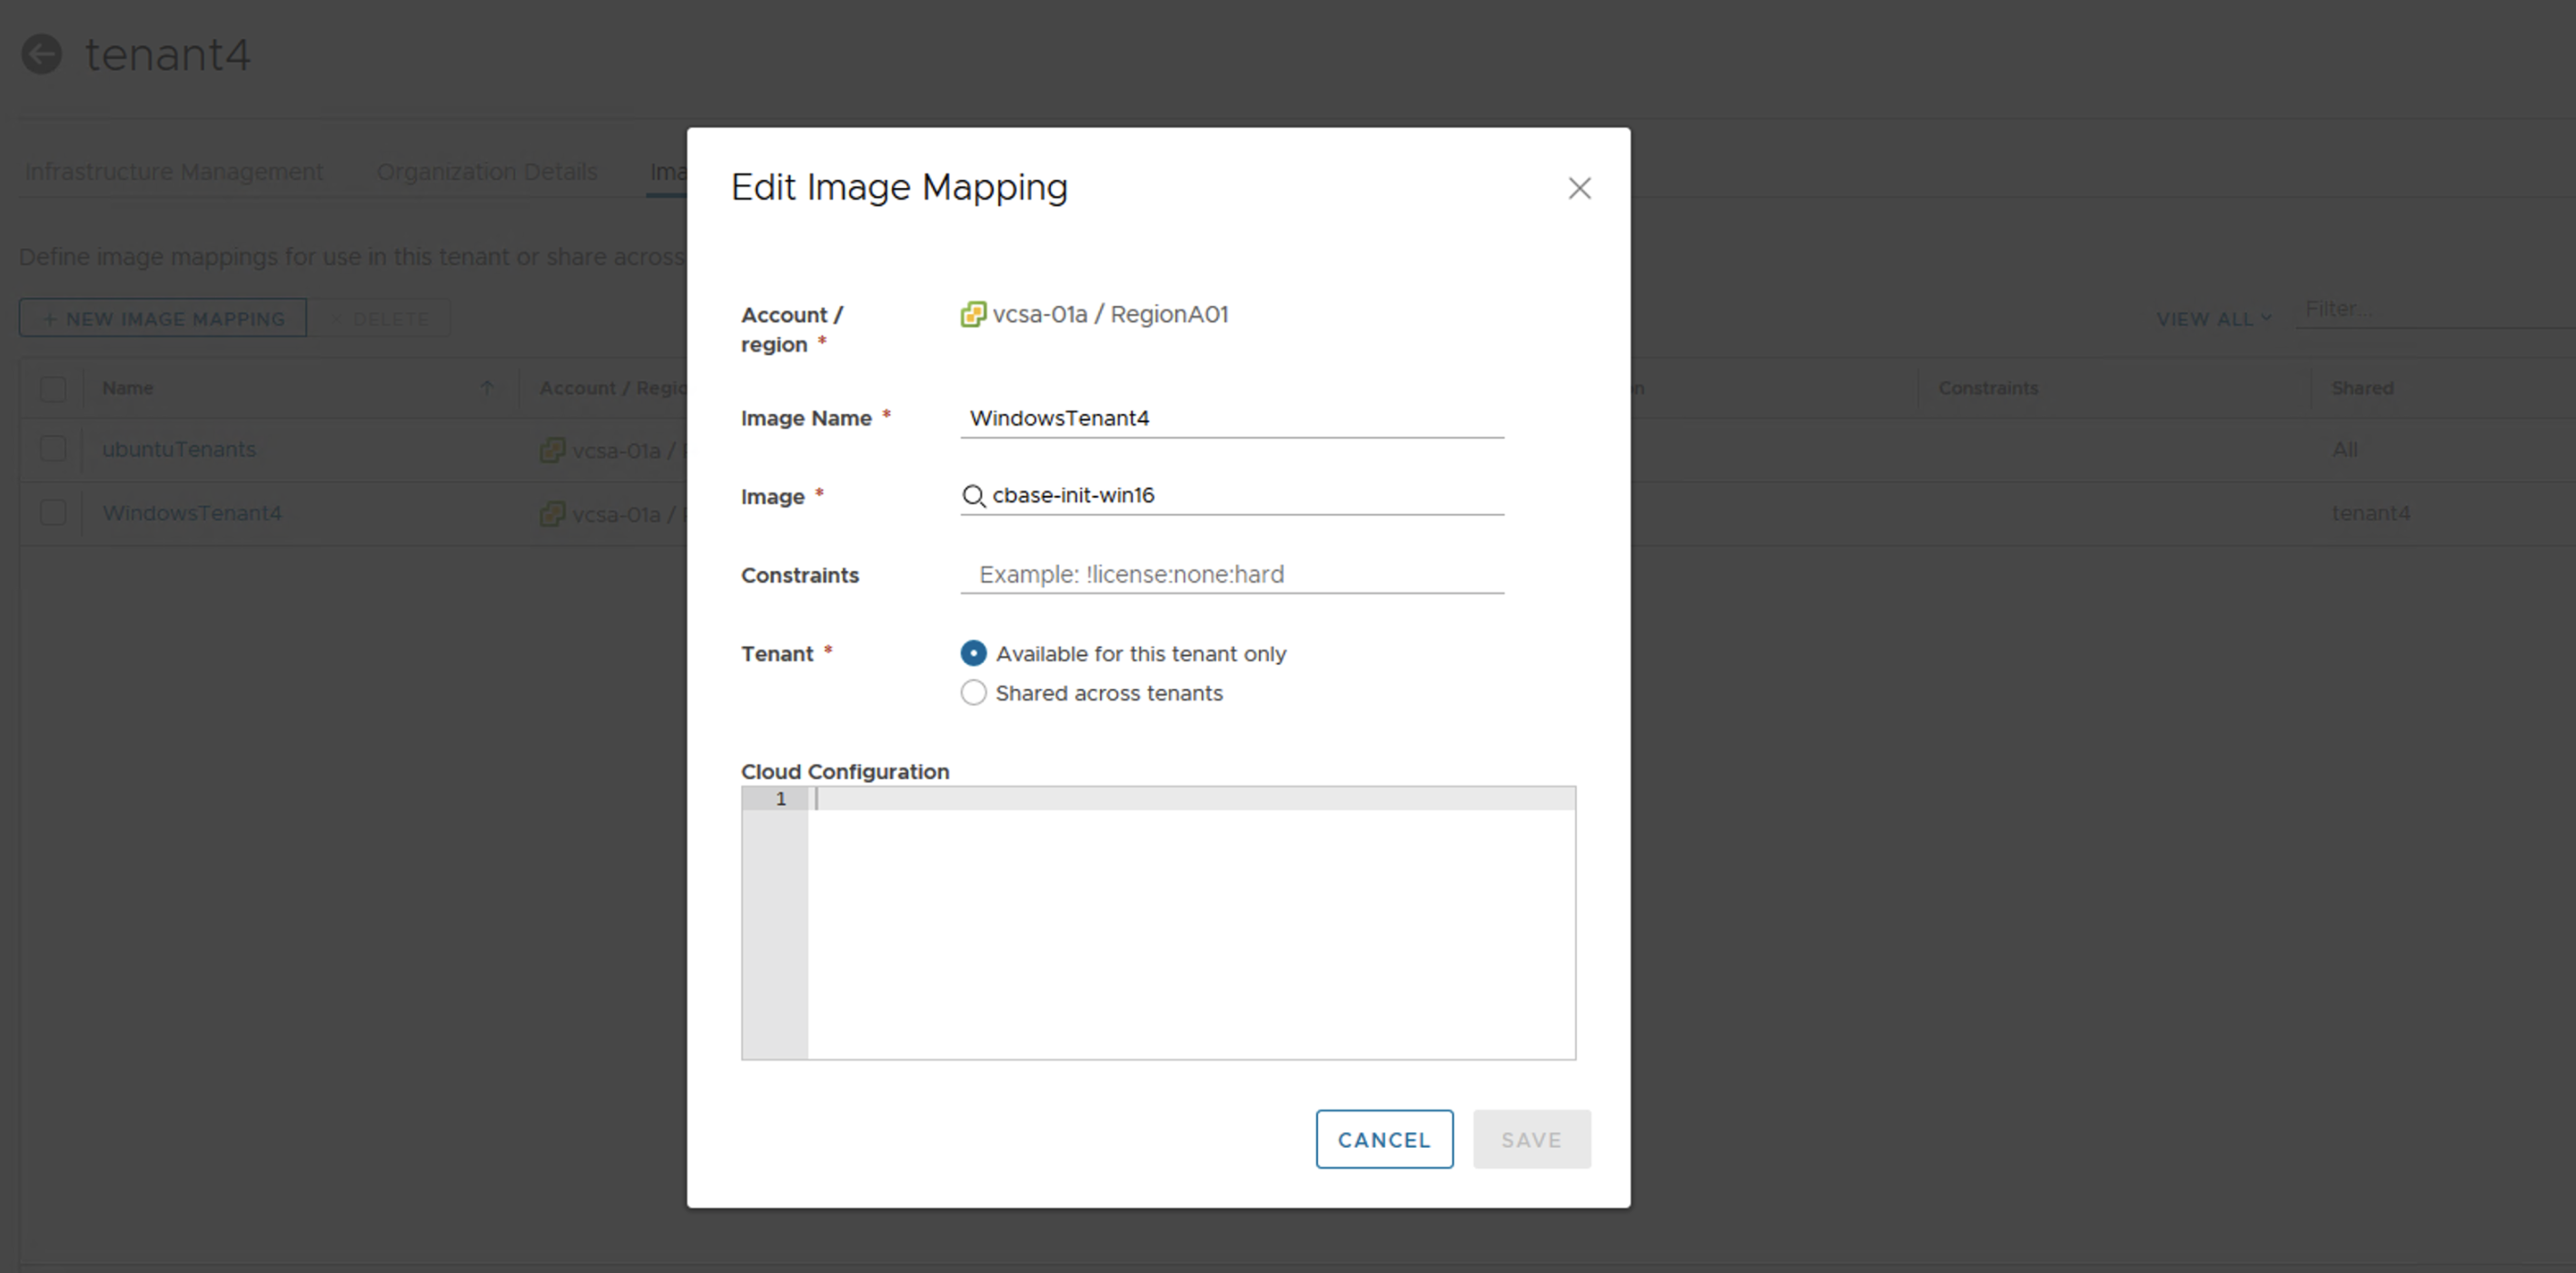 tenant4
Infrastructure Management Organization Details Ima
Define image mappings for use in this tenant or share across
+ NEW IMAGE MAPPING × DELETE
VIEW ALL Filter...
Name Account / Regio n Constraints Shared
ubuntuTenants vcsa-01a / All
WindowsTenant4 vcsa-01a / tenant4
Edit Image Mapping
Account / region * vcsa-01a / RegionA01
Image Name * WindowsTenant4
Image * cbase-init-win16
Constraints Example: !license:none:hard
Tenant * Available for this tenant only
Shared across tenants
Cloud Configuration
1
CANCEL SAVE